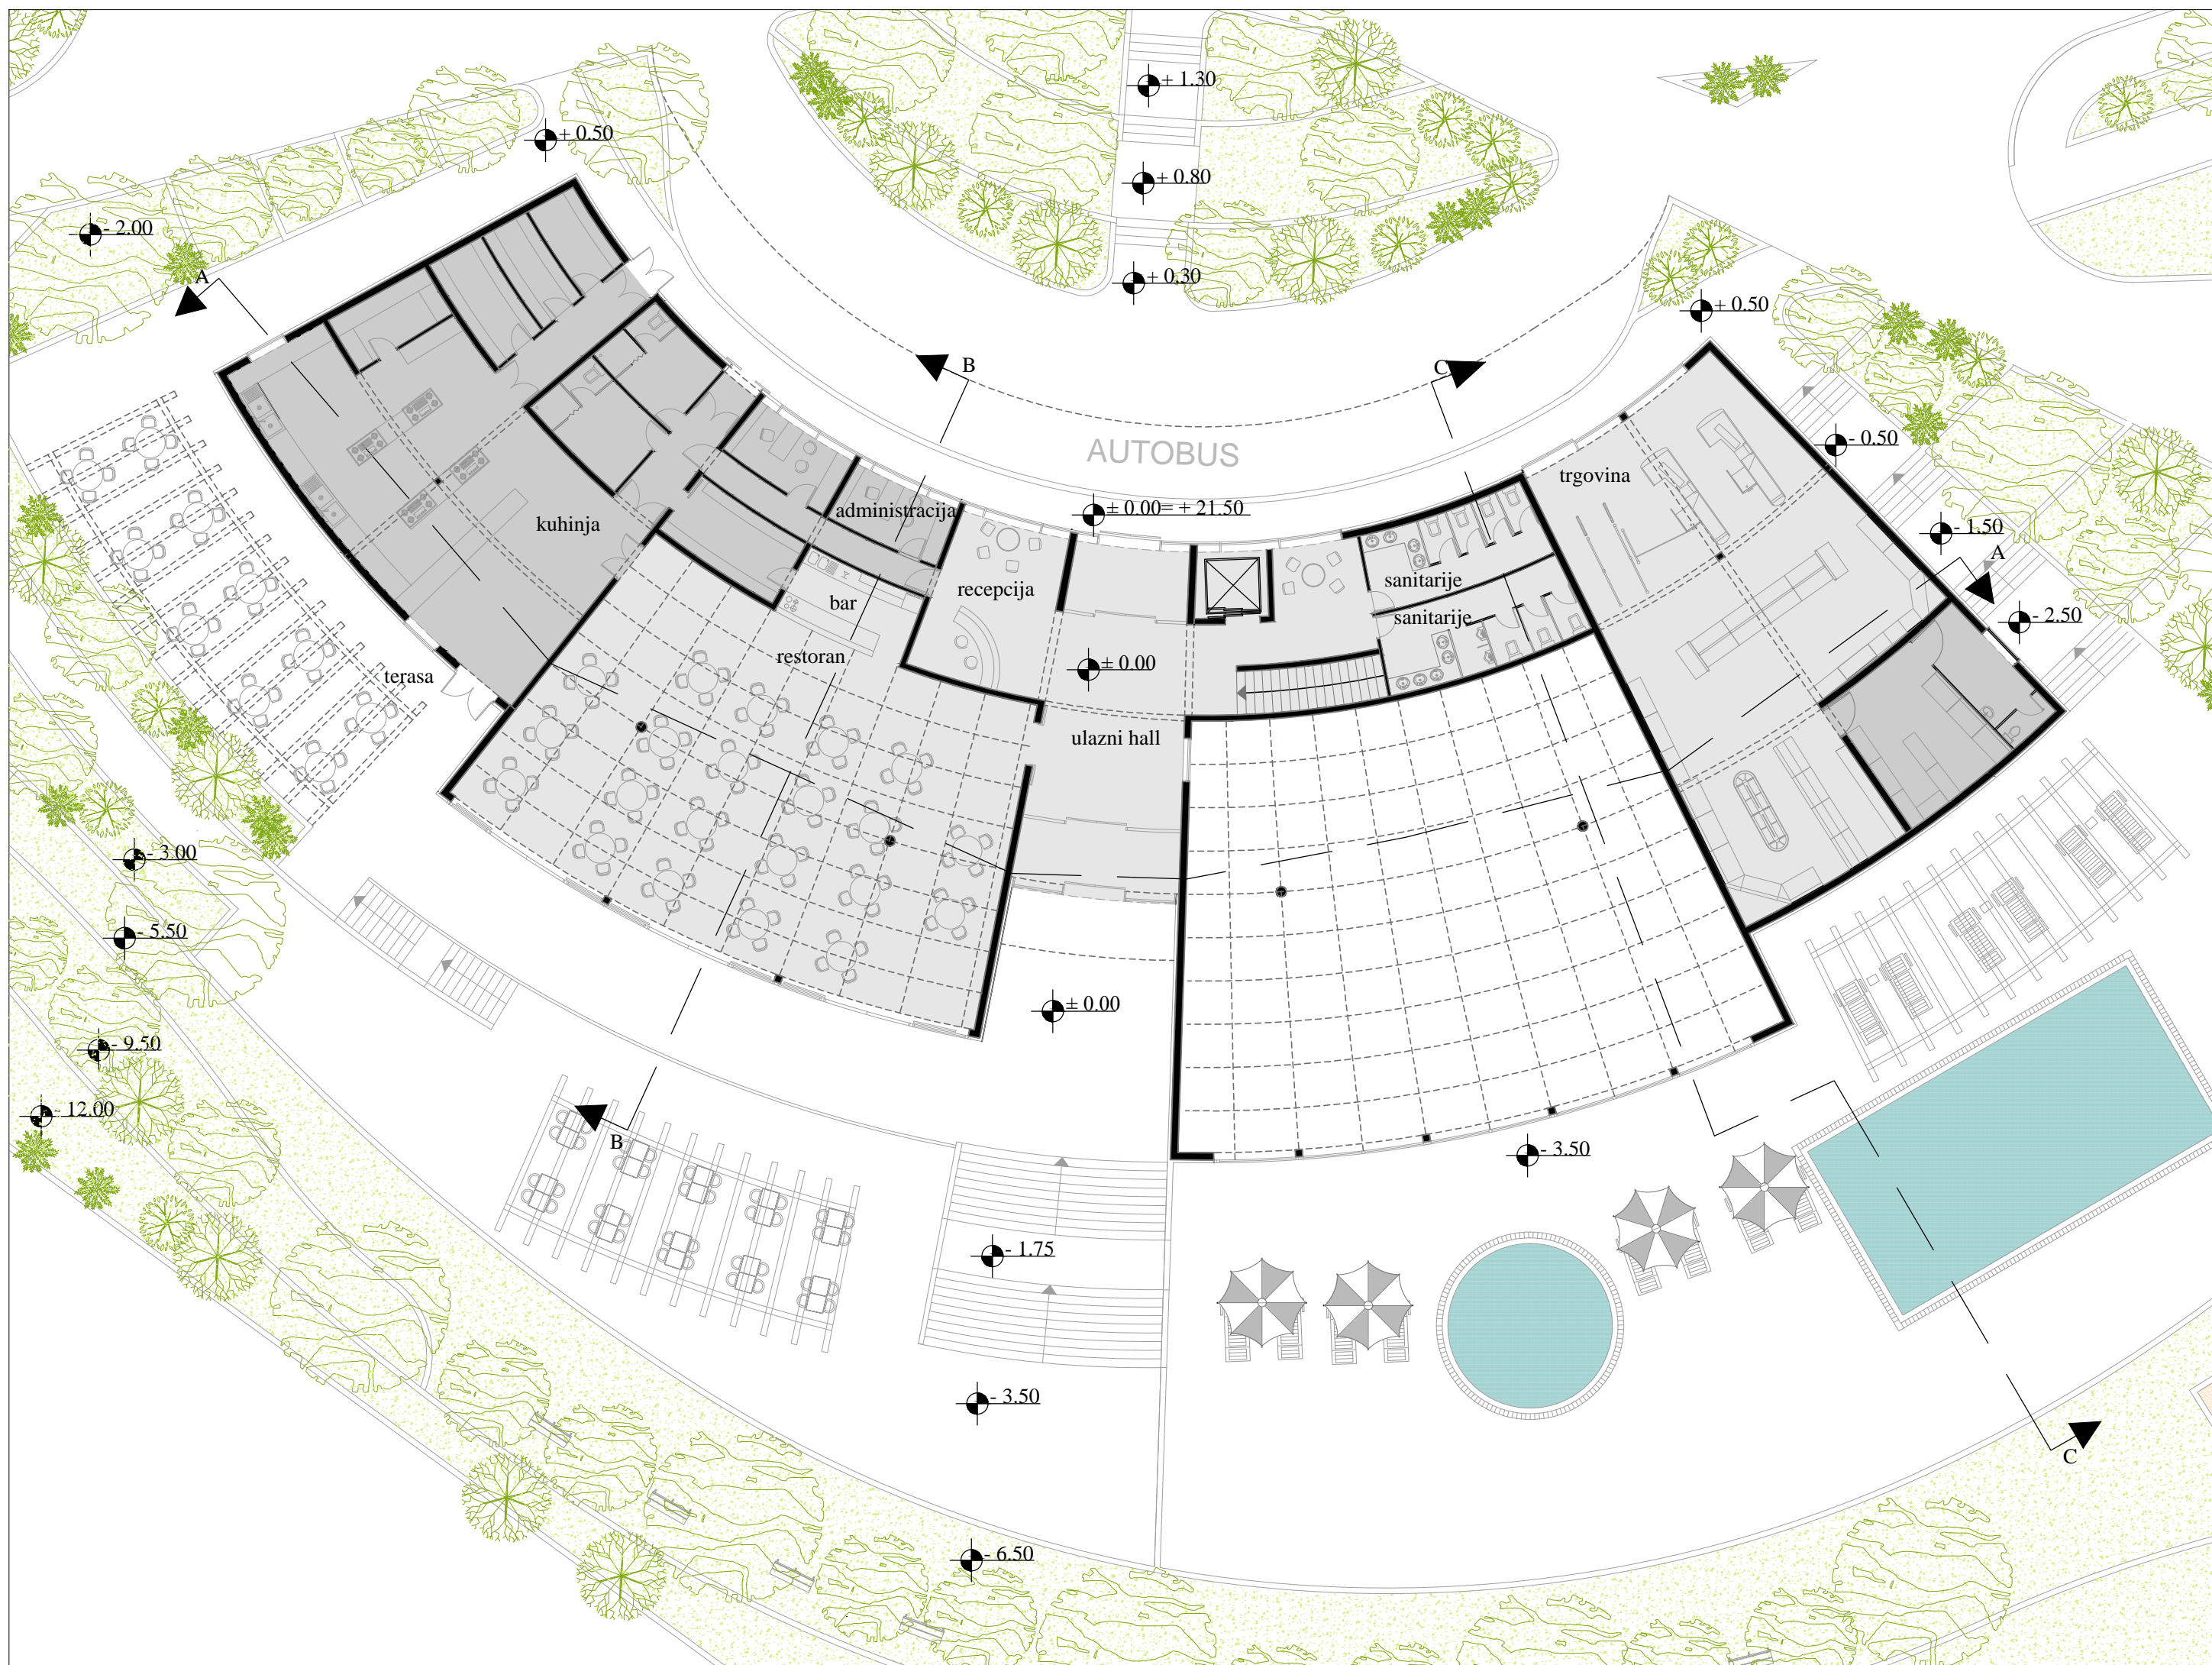 + 1.30
+ 0.50
+ 0.80
- 2.00
A
+ 0.30
+ 0.50
B
C
- 0.50
AUTOBUS
trgovina
± 0.00= + 21.50
administracija
kuhinja
- 1.50
A
sanitarije
recepcija
bar
sanitarije
- 2.50
restoran
± 0.00
terasa
ulazni hall
- 3.00
- 5.50
± 0.00
- 9.50
- 12.00
B
- 3.50
- 1.75
- 3.50
C
- 6.50